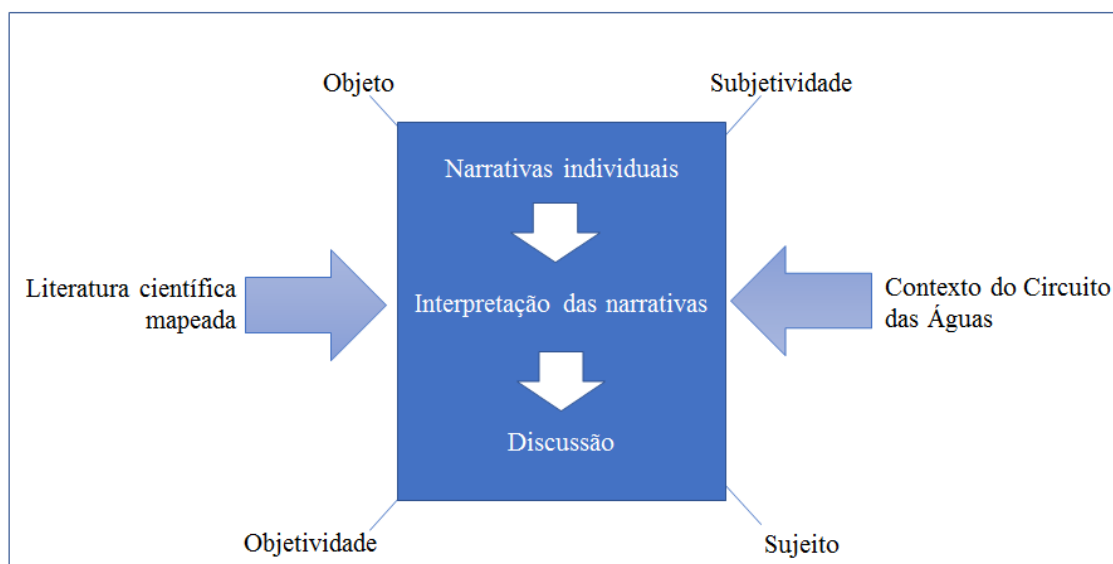 Objeto
Subjetividade
Narrativas individuais
Literatura científica
mapeada
Interpretação das narrativas
Contexto do Circuito
das Águas
Discussão
Objetividade
Sujeito